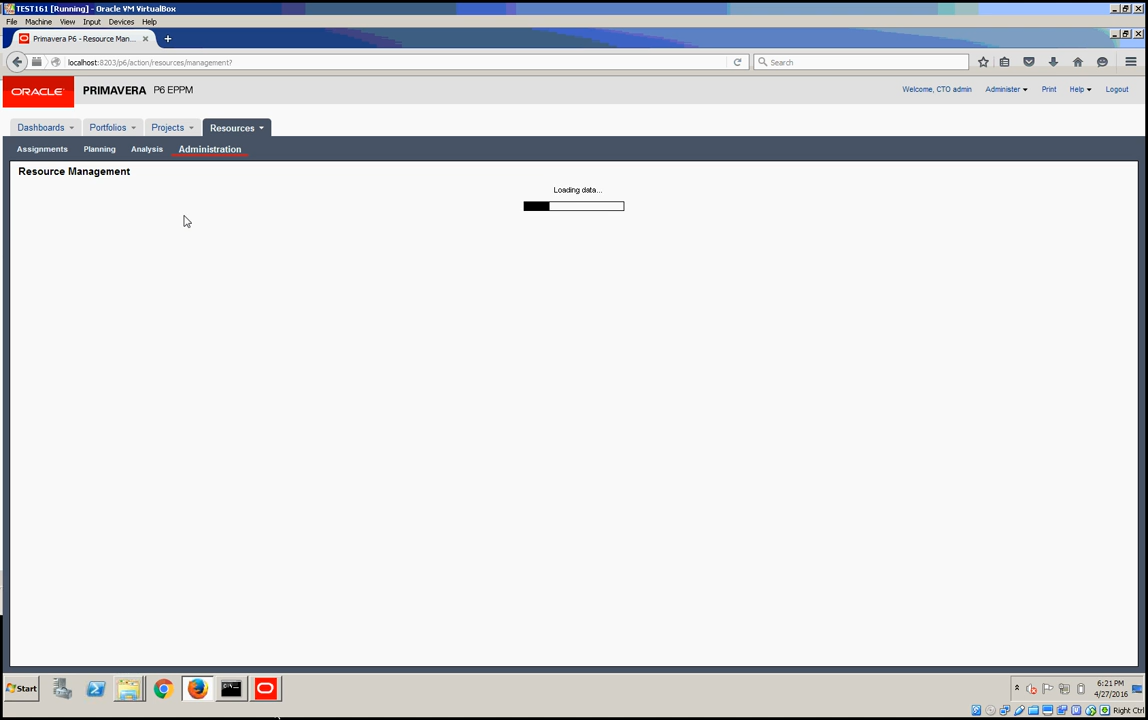 TEST161 [Running] - Oracle VM VirtualBox
File Machine View Input Devices Help
Primavera P6 - Resource Man...
localhost:8203/p6/action/resources/management?
Search
ORACLE PRIMAVERA P6 EPPM
Welcome, CTO admin Administer Print Help Logout
Dashboards Portfolios Projects Resources
Assignments Planning Analysis Administration
Resource Management
Loading data...
Start
6:21 PM
4/27/2016
Right Ctrl